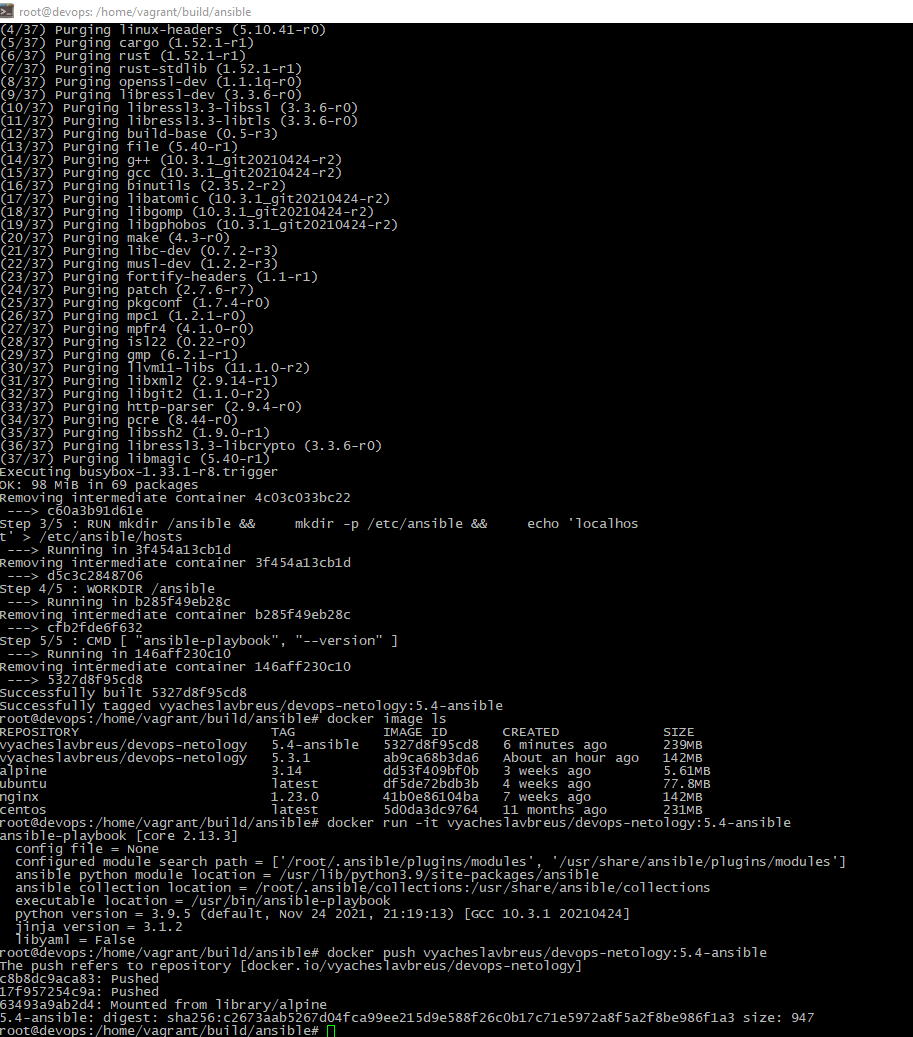 root@devops: /home/vagrant/build/ansible
(4/37) Purging linux-headers (5.10.41-r0)
(5/37) Purging cargo (1.52.1-r1)
(6/37) Purging rust (1.52.1-r1)
(7/37) Purging rust-stdlib (1.52.1-r1)
(8/37) Purging openssl-dev (1.1.1q-r0)
(9/37) Purging libressl-dev (3.3.6-r0)
(10/37) Purging libressl3.3-libssl (3.3.6-r0)
(11/37) Purging libressl3.3-libtls (3.3.6-r0)
(12/37) Purging build-base (0.5-r3)
(13/37) Purging file (5.40-r1)
(14/37) Purging g++ (10.3.1_git20210424-r2)
(15/37) Purging gcc (10.3.1_git20210424-r2)
(16/37) Purging binutils (2.35.2-r2)
(17/37) Purging libatomic (10.3.1_git20210424-r2)
(18/37) Purging libgomp (10.3.1_git20210424-r2)
(19/37) Purging libgphobos (10.3.1_git20210424-r2)
(20/37) Purging make (4.3-r0)
(21/37) Purging libc-dev (0.7.2-r3)
(22/37) Purging musl-dev (1.2.2-r3)
(23/37) Purging fortify-headers (1.1-r1)
(24/37) Purging patch (2.7.6-r7)
(25/37) Purging pkgconf (1.7.4-r0)
(26/37) Purging mpc1 (1.2.1-r0)
(27/37) Purging mpfr4 (4.1.0-r0)
(28/37) Purging isl22 (0.22-r0)
(29/37) Purging gmp (6.2.1-r1)
(30/37) Purging llvm11-libs (11.1.0-r2)
(31/37) Purging libxml2 (2.9.14-r1)
(32/37) Purging libgit2 (1.1.0-r2)
(33/37) Purging http-parser (2.9.4-r0)
(34/37) Purging pcre (8.44-r0)
(35/37) Purging libssh2 (1.9.0-r1)
(36/37) Purging libressl3.3-libcrypto (3.3.6-r0)
(37/37) Purging libmagic (5.40-r1)
Executing busybox-1.33.1-r8.trigger
OK: 98 MiB in 69 packages
Removing intermediate container 4c03c033bc22
 ---> c60a3b91d61e
Step 3/5 : RUN mkdir /ansible &&     mkdir -p /etc/ansible &&     echo 'localhos
t' > /etc/ansible/hosts
 ---> Running in 3f454a13cb1d
Removing intermediate container 3f454a13cb1d
 ---> d5c3c2848706
Step 4/5 : WORKDIR /ansible
 ---> Running in b285f49eb28c
Removing intermediate container b285f49eb28c
 ---> cfb2fde6f632
Step 5/5 : CMD [ "ansible-playbook", "--version" ]
 ---> Running in 146aff230c10
Removing intermediate container 146aff230c10
 ---> 5327d8f95cd8
Successfully built 5327d8f95cd8
Successfully tagged vyacheslavbreus/devops-netology:5.4-ansible
root@devops:/home/vagrant/build/ansible# docker image ls
REPOSITORY                        TAG           IMAGE ID       CREATED             SIZE
vyacheslavbreus/devops-netology   5.4-ansible   5327d8f95cd8   6 minutes ago       239MB
vyacheslavbreus/devops-netology   5.3.1         ab9ca68b3da6   About an hour ago   142MB
alpine                            3.14          dd53f409bf0b   3 weeks ago         5.61MB
ubuntu                            latest        df5de72bdb3b   4 weeks ago         77.8MB
nginx                             1.23.0        41b0e86104ba   7 weeks ago         142MB
centos                            latest        5d0da3dc9764   11 months ago       231MB
root@devops:/home/vagrant/build/ansible# docker run -it vyacheslavbreus/devops-netology:5.4-ansible
ansible-playbook [core 2.13.3]
  config file = None
  configured module search path = ['/root/.ansible/plugins/modules', '/usr/share/ansible/plugins/modules']
  ansible python module location = /usr/lib/python3.9/site-packages/ansible
  ansible collection location = /root/.ansible/collections:/usr/share/ansible/collections
  executable location = /usr/bin/ansible-playbook
  python version = 3.9.5 (default, Nov 24 2021, 21:19:13) [GCC 10.3.1 20210424]
  jinja version = 3.1.2
  libyaml = False
root@devops:/home/vagrant/build/ansible# docker push vyacheslavbreus/devops-netology:5.4-ansible
The push refers to repository [docker.io/vyacheslavbreus/devops-netology]
c8b8dc9aca83: Pushed
17f957254c9a: Pushed
63493a9ab2d4: Mounted from library/alpine
5.4-ansible: digest: sha256:c2673aab5267d04fca99ee215d9e588f26c0b17c71e5972a8f5a2f8be986f1a3 size: 947
root@devops:/home/vagrant/build/ansible#